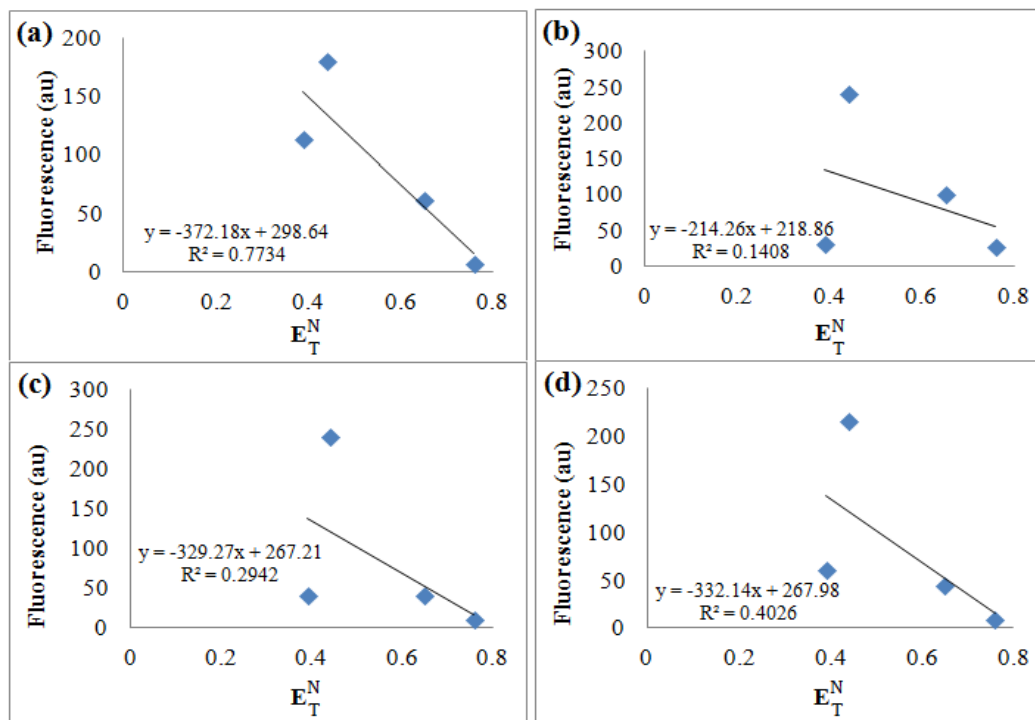 (a)
Fluorescence (au)
200
150
100
50
0
y = -372.18x + 298.64
R² = 0.7734
0 0.2 0.4 0.6 0.8
E_T^N
(b)
Fluorescence (au)
300
250
200
150
100
50
0
y = -214.26x + 218.86
R² = 0.1408
0 0.2 0.4 0.6 0.8
E_T^N
(c)
Fluorescence (au)
300
250
200
150
100
50
0
y = -329.27x + 267.21
R² = 0.2942
0 0.2 0.4 0.6 0.8
E_T^N
(d)
Fluorescence (au)
250
200
150
100
50
0
y = -332.14x + 267.98
R² = 0.4026
0 0.2 0.4 0.6 0.8
E_T^N